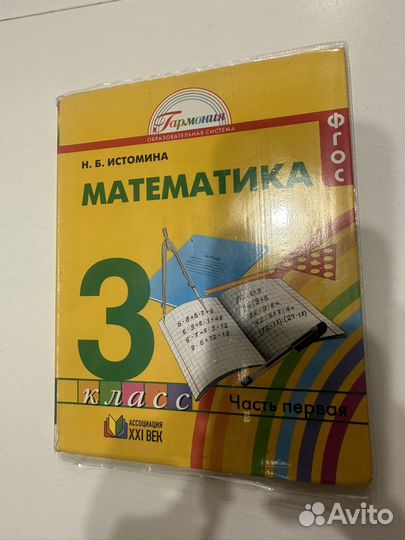 Гармония
ОБРАЗОВАТЕЛЬНАЯ СИСТЕМА
ФГОС
Н. Б. ИСТОМИНА
МАТЕМАТИКА
3
класс
Часть первая
АССОЦИАЦИЯ
XXI ВЕК
Avito